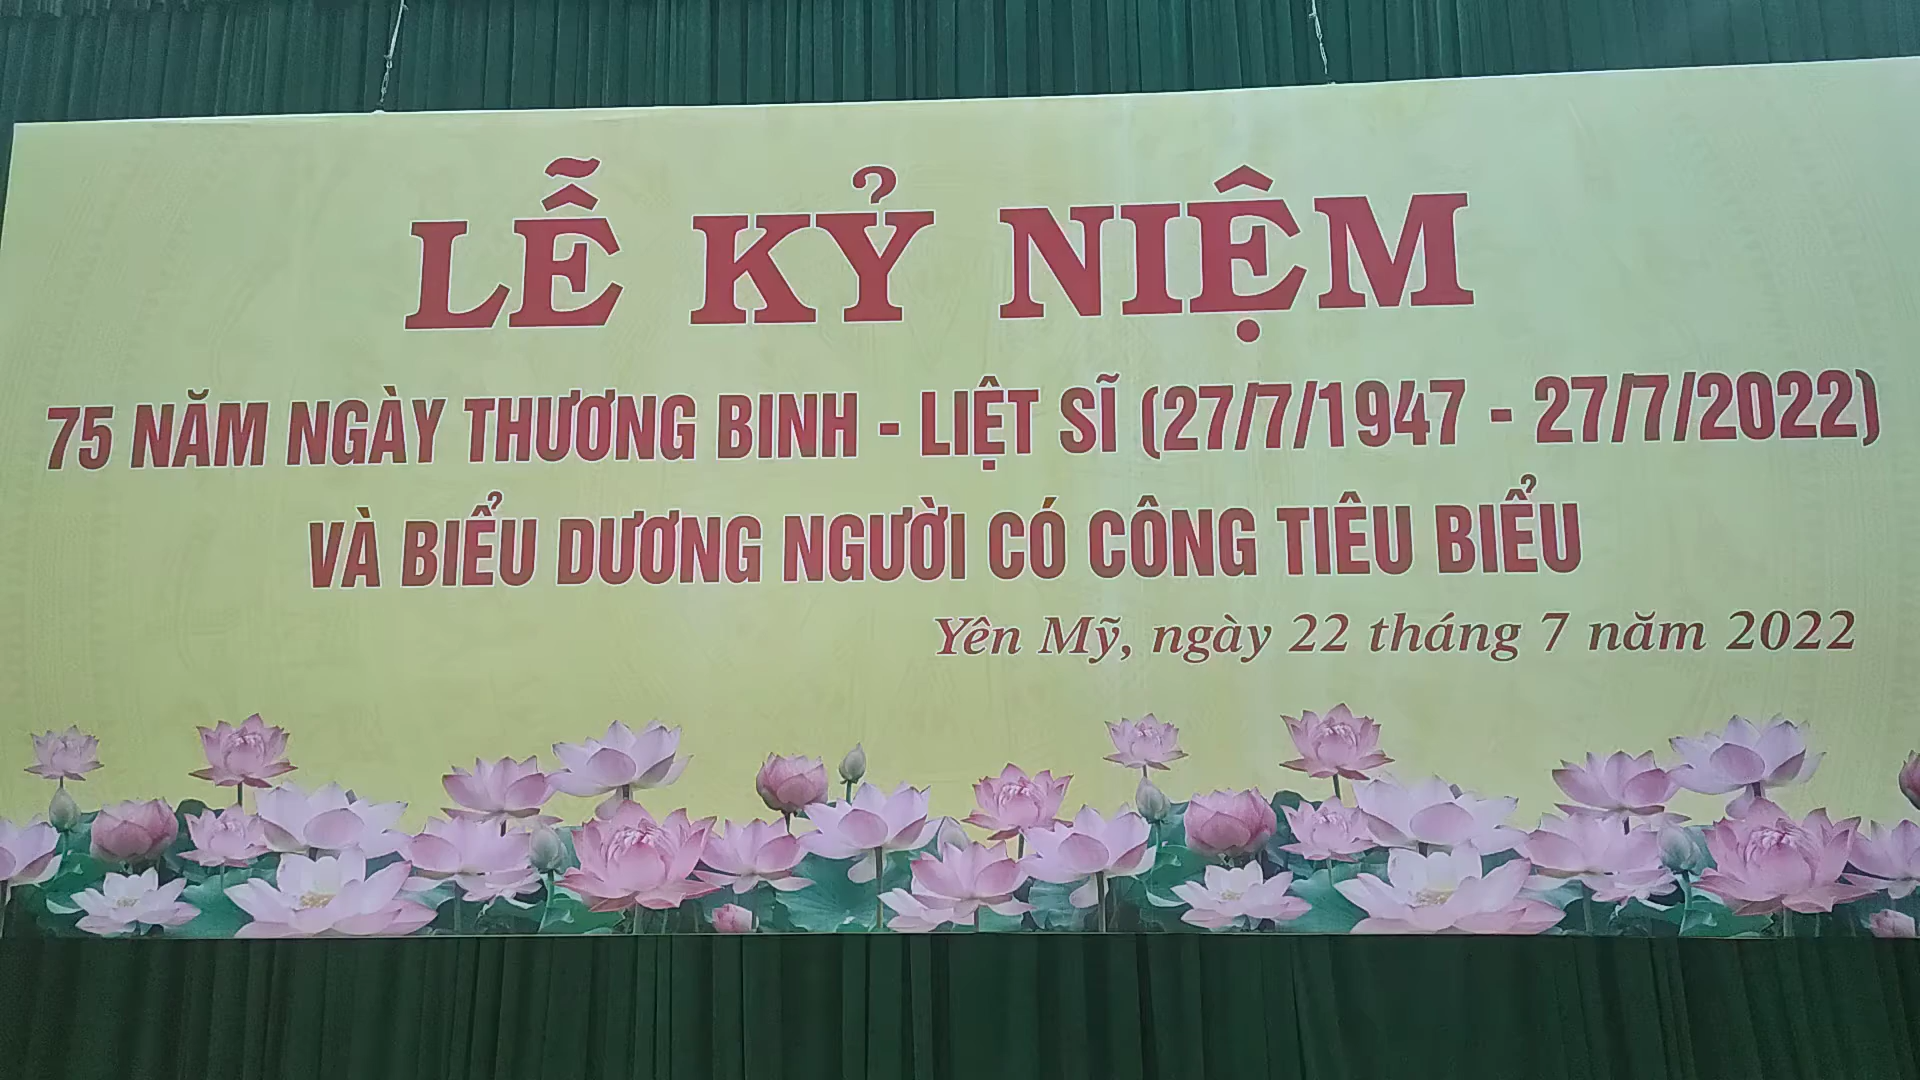 LỄ KỶ NIỆM
75 NĂM NGÀY THƯƠNG BINH - LIỆT SĨ (27/7/1947 - 27/7/2022)
VÀ BIỂU DƯƠNG NGƯỜI CÓ CÔNG TIÊU BIỂU
Yên Mỹ, ngày 22 tháng 7 năm 2022